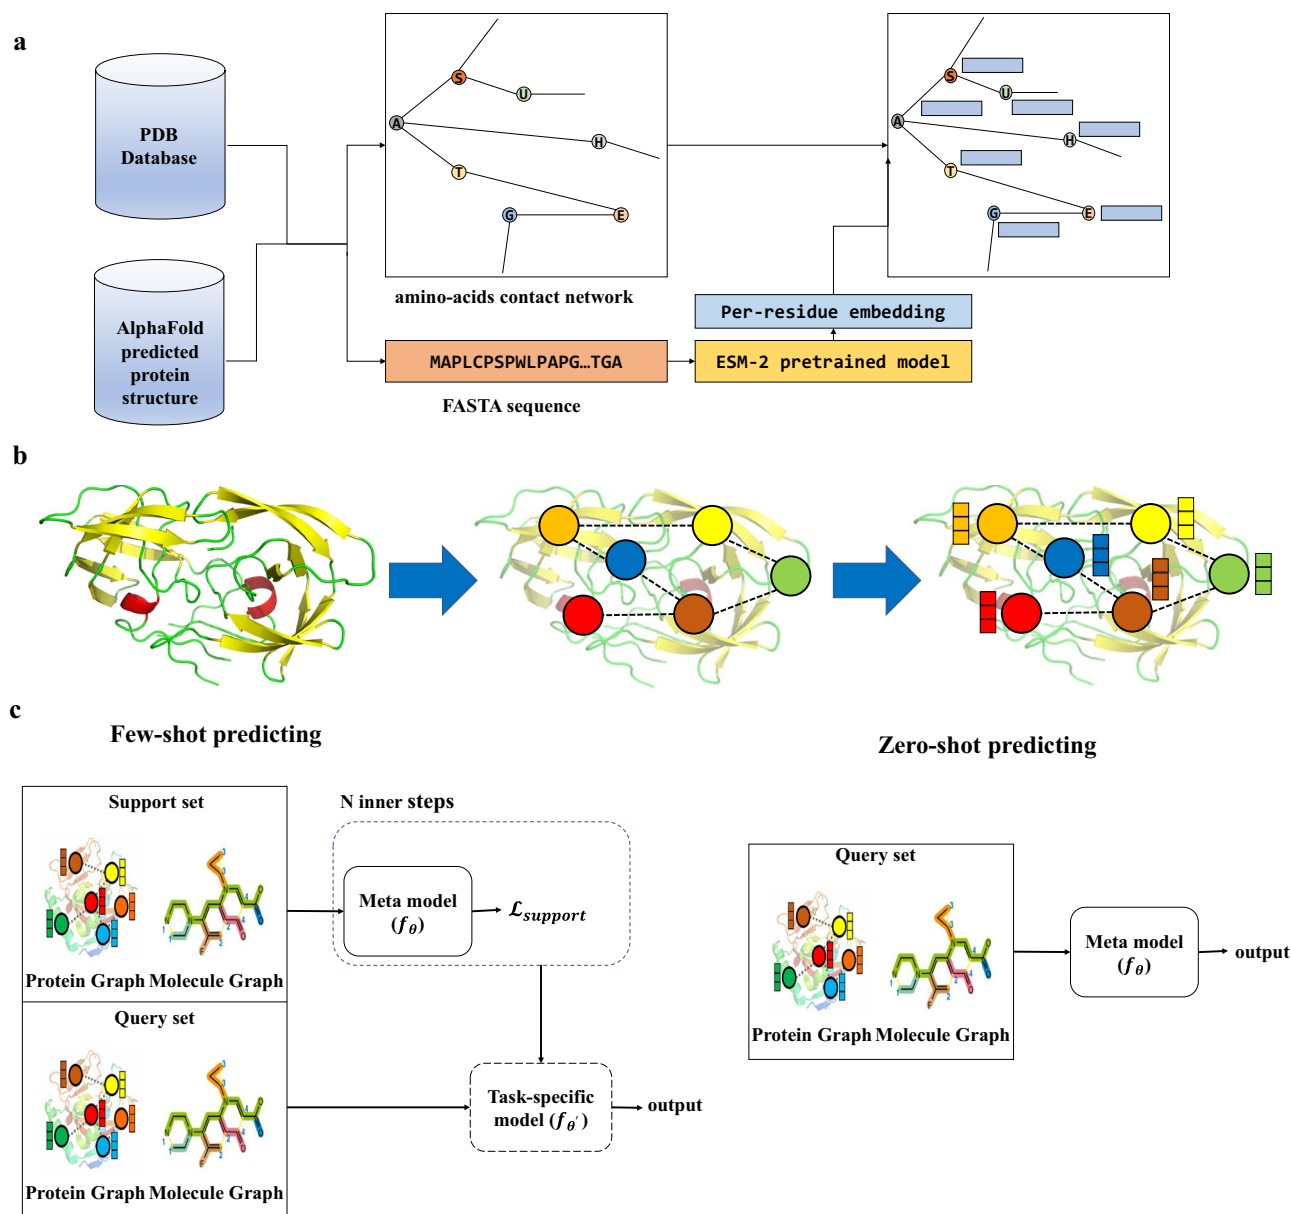 a
PDB
Database
AlphaFold
predicted
protein
structure
S
U
A
H
T
G
E
amino-acids contact network
MAPLCPSPWLPAPG…TGA
FASTA sequence
ESM-2 pretrained model
Per-residue embedding
S
U
A
H
T
G
E
b
c
Few-shot predicting
Support set
Protein Graph Molecule Graph
N inner steps
Meta model
(fθ)
ℒsupport
Query set
Protein Graph Molecule Graph
Task-specific
model (fθ′)
output
Zero-shot predicting
Query set
Protein Graph Molecule Graph
Meta model
(fθ)
output